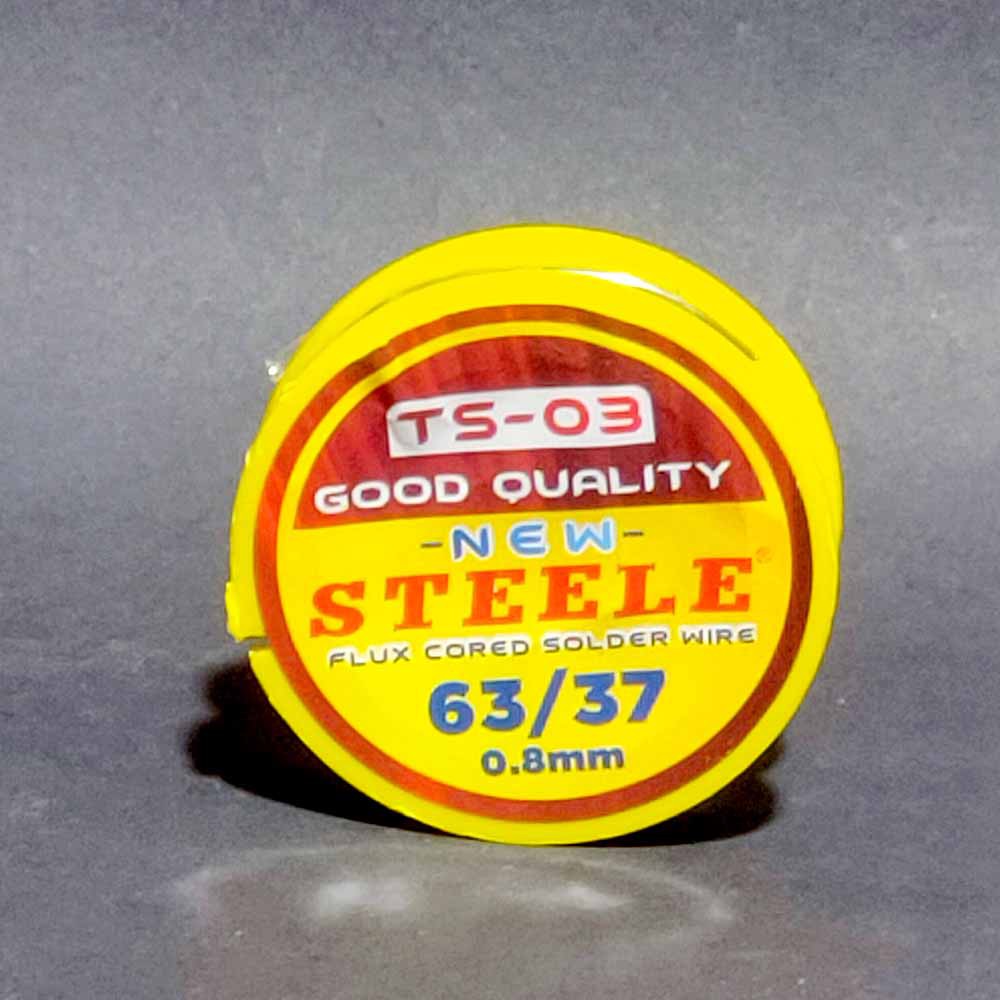 TS-03
GOOD QUALITY
-NEW-
STEELE®
FLUX CORED SOLDER WIRE
63/37
0.8mm